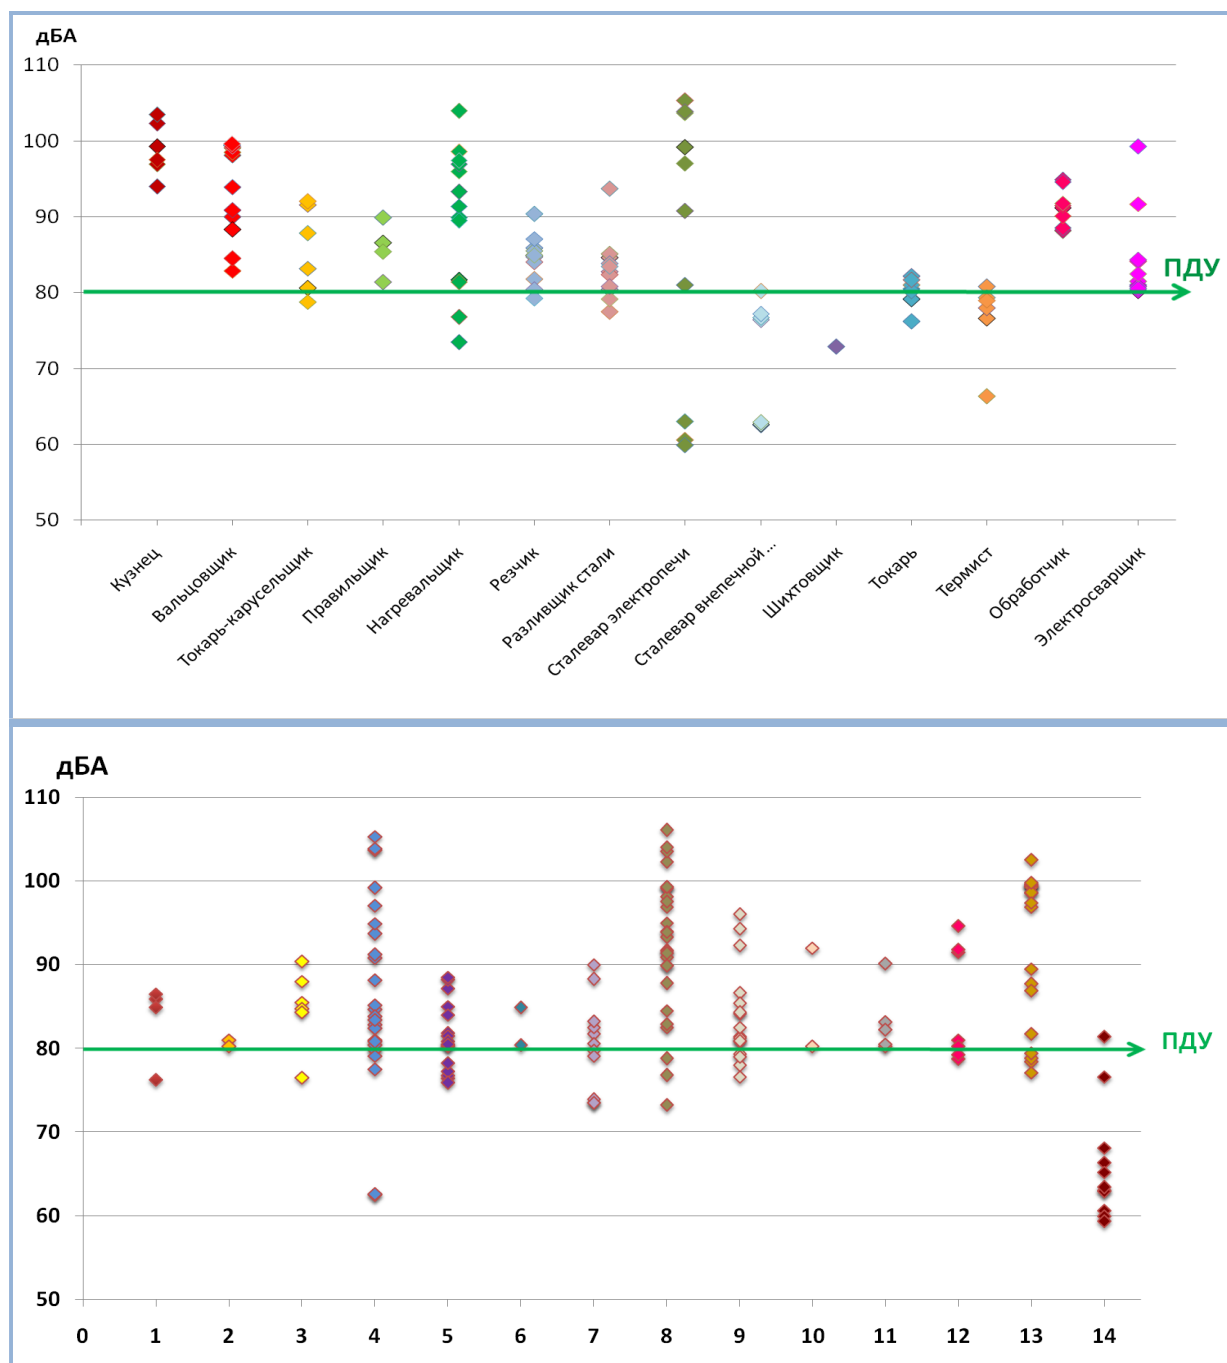 дБА
110
100
90
80
70
60
50
ПДУ
Кузнец
Вальцовщик
Токарь-карусельщик
Правильщик
Нагревальщик
Резчик
Разливщик стали
Сталевар электропечи
Сталевар внепечной...
Шихтовщик
Токарь
Термист
Обработчик
Электросварщик
дБА
110
100
90
80
70
60
50
ПДУ
0 1 2 3 4 5 6 7 8 9 10 11 12 13 14